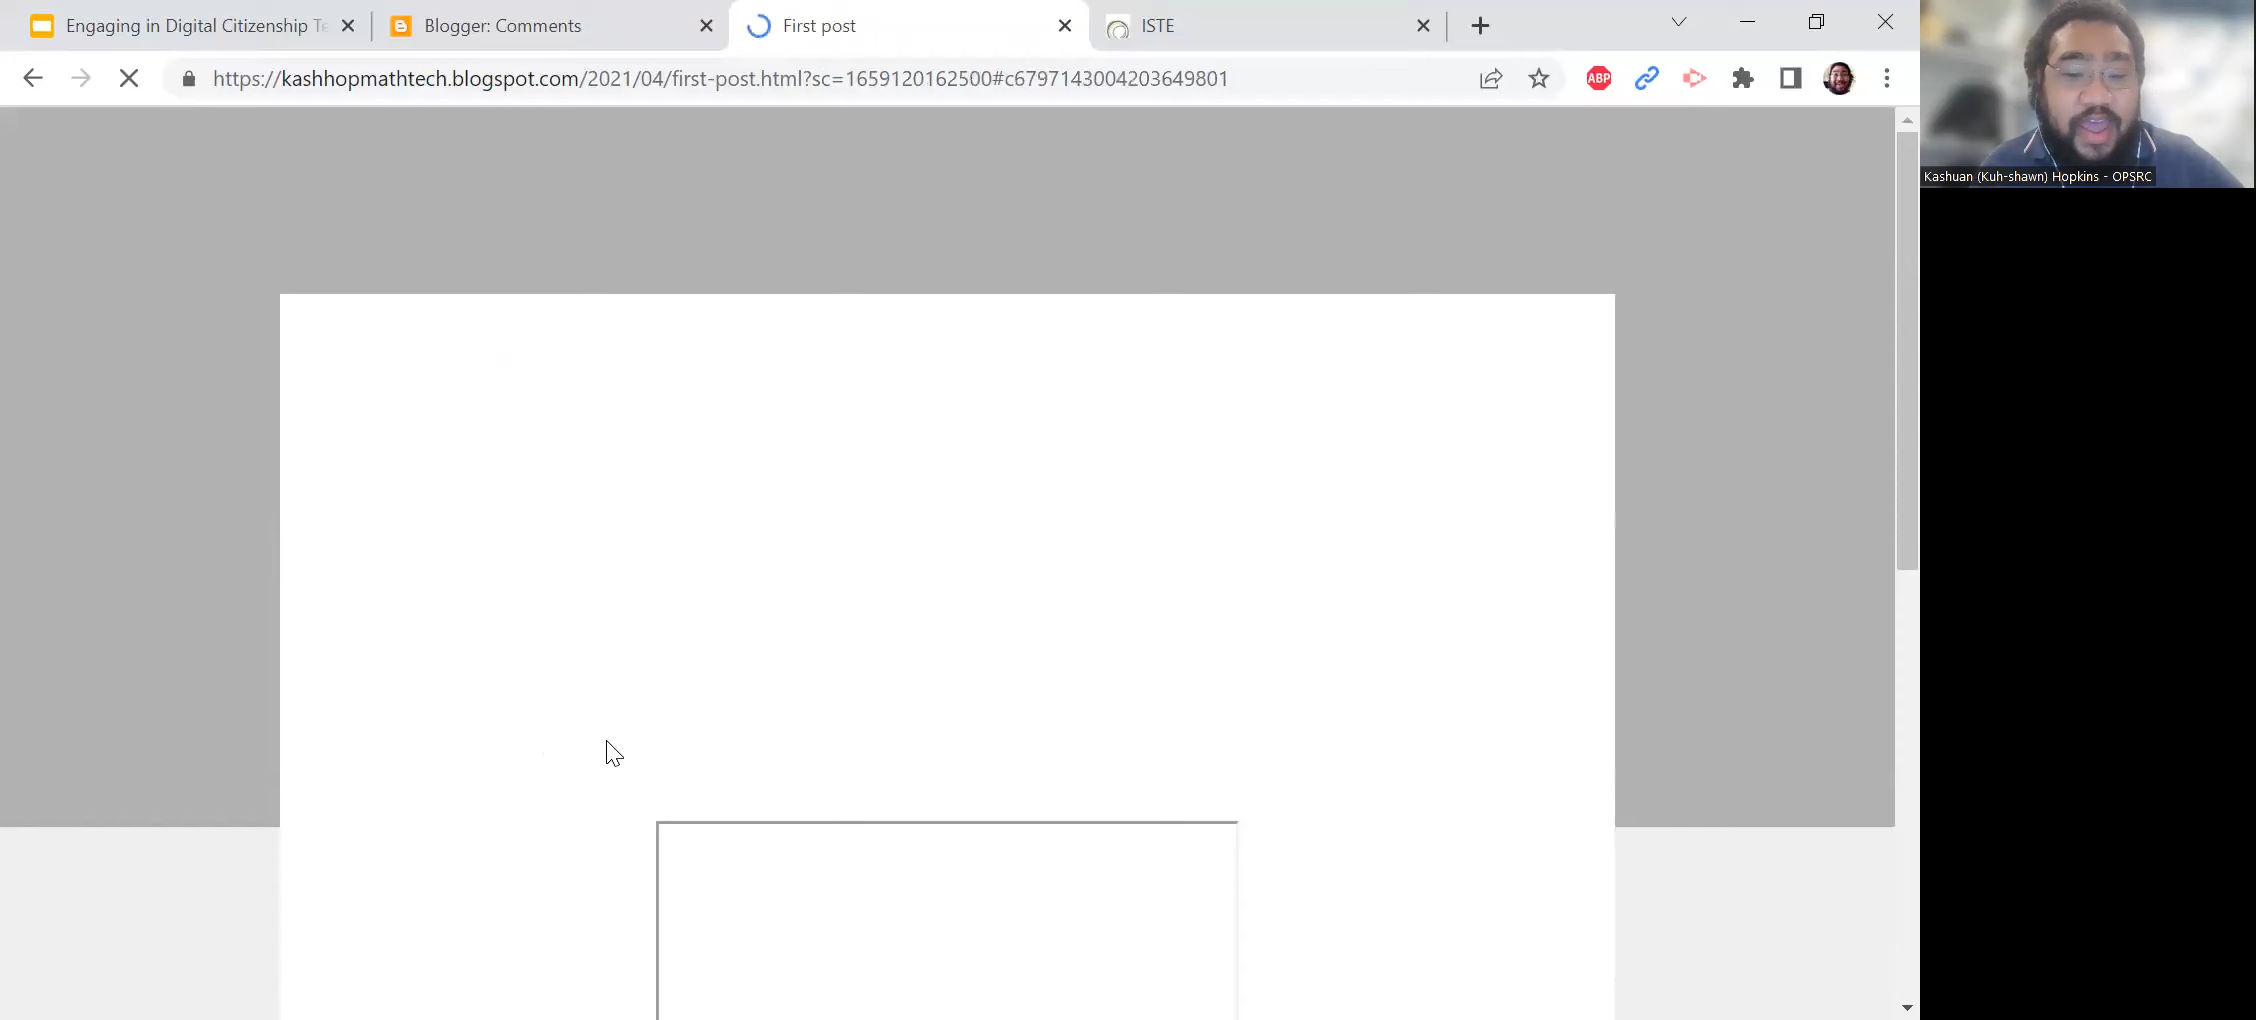 Engaging in Digital Citizenship Te
Blogger: Comments
First post
ISTE
https://kashhopmathtech.blogspot.com/2021/04/first-post.html?sc=1659120162500#c6797143004203649801
ABP
Kashuan (Kuh-shawn) Hopkins - OPSRC